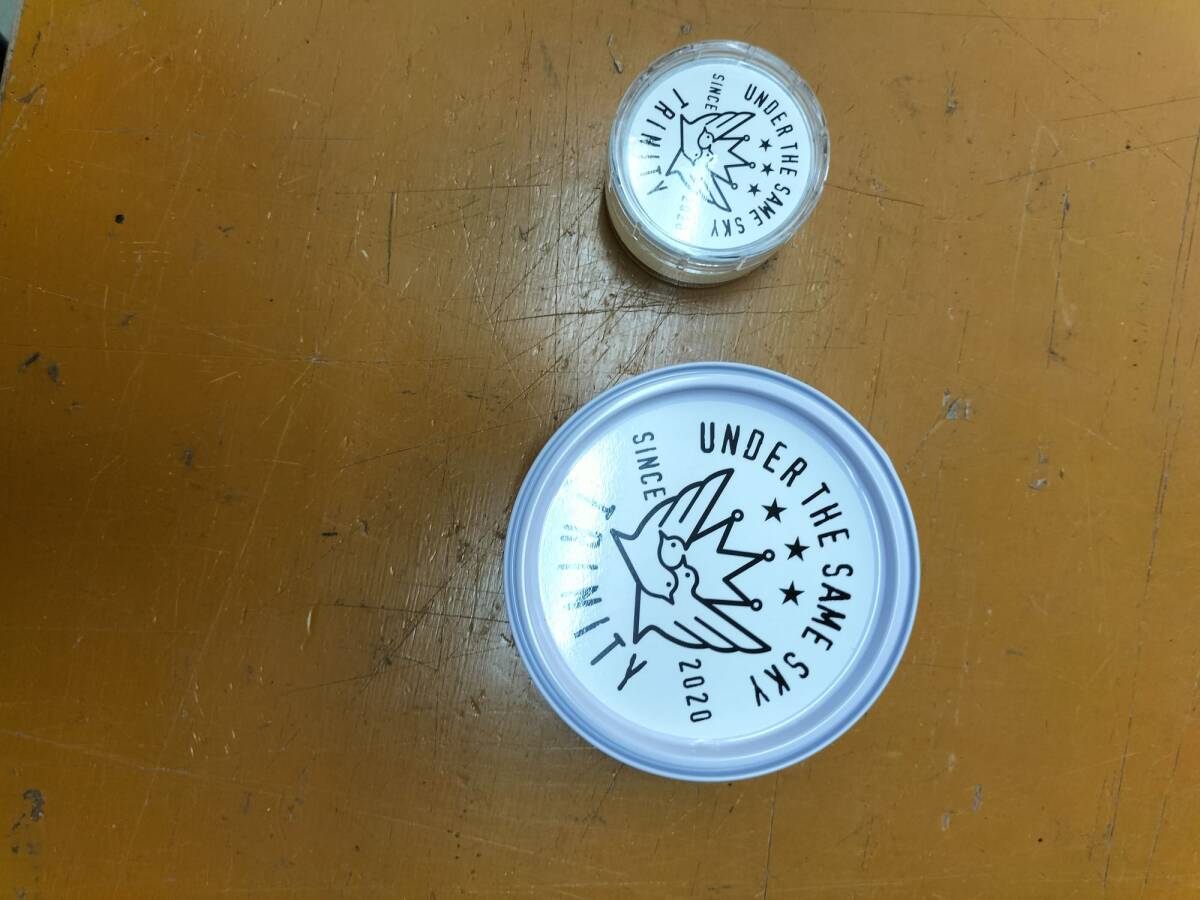 UNDER THE SAME SKY
SINCE 2020
TRINITY
UNDER THE SAME SKY
SINCE 2020
TRINITY